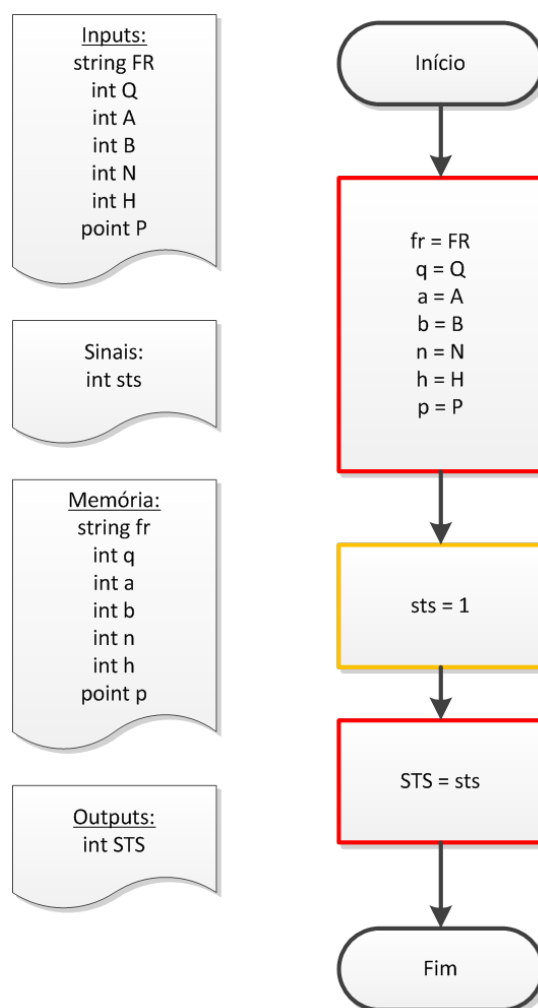 Inputs:
string FR
int Q
int A
int B
int N
int H
point P
Sinais:
int sts
Memória:
string fr
int q
int a
int b
int n
int h
point p
Outputs:
int STS
Início
fr = FR
q = Q
a = A
b = B
n = N
h = H
p = P
sts = 1
STS = sts
Fim